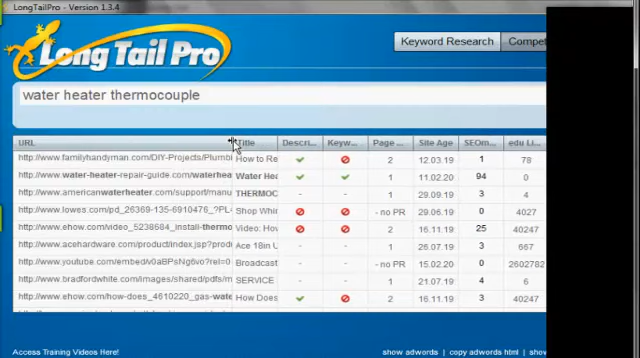 LongTailPro - Version 1.3.4
Long Tail Pro
Keyword Research Compet
water heater thermocouple
URL Title Descri... Keyw... Page ... Site Age SEOm... edu Li...
http://www.familyhandyman.com/DIY-Projects/Plumbi How to Re 2 12.03.19 1 78
http://www.water-heater-repair-guide.com/waterhea Water Hea 1 11.02.20 94 0
http://www.americanwaterheater.com/support/manu THERMOC - - 1 29.09.19 3 4
http://www.lowes.com/pd_26369-135-6910476_?PL Shop Whir - no PR 29.06.19 0 4027
http://www.ehow.com/video_5238684_install-thermo Video: Ho 2 16.11.19 25 40247
http://www.acehardware.com/product/index.jsp?prod Ace 18in U - - 1 26.07.19 3 667
http://www.youtube.com/embed/v0aBPsNg6vo?rel=0 Broadcast - - - no PR 15.02.20 0 2602782
http://www.bradfordwhite.com/images/shared/pdfs/m SERVICE - - 1 21.07.19 4 6
http://www.ehow.com/how-does_4610220_gas-wate How Does 2 16.11.19 3 40247
Access Training Videos Here! show adwords | copy adwords html | show